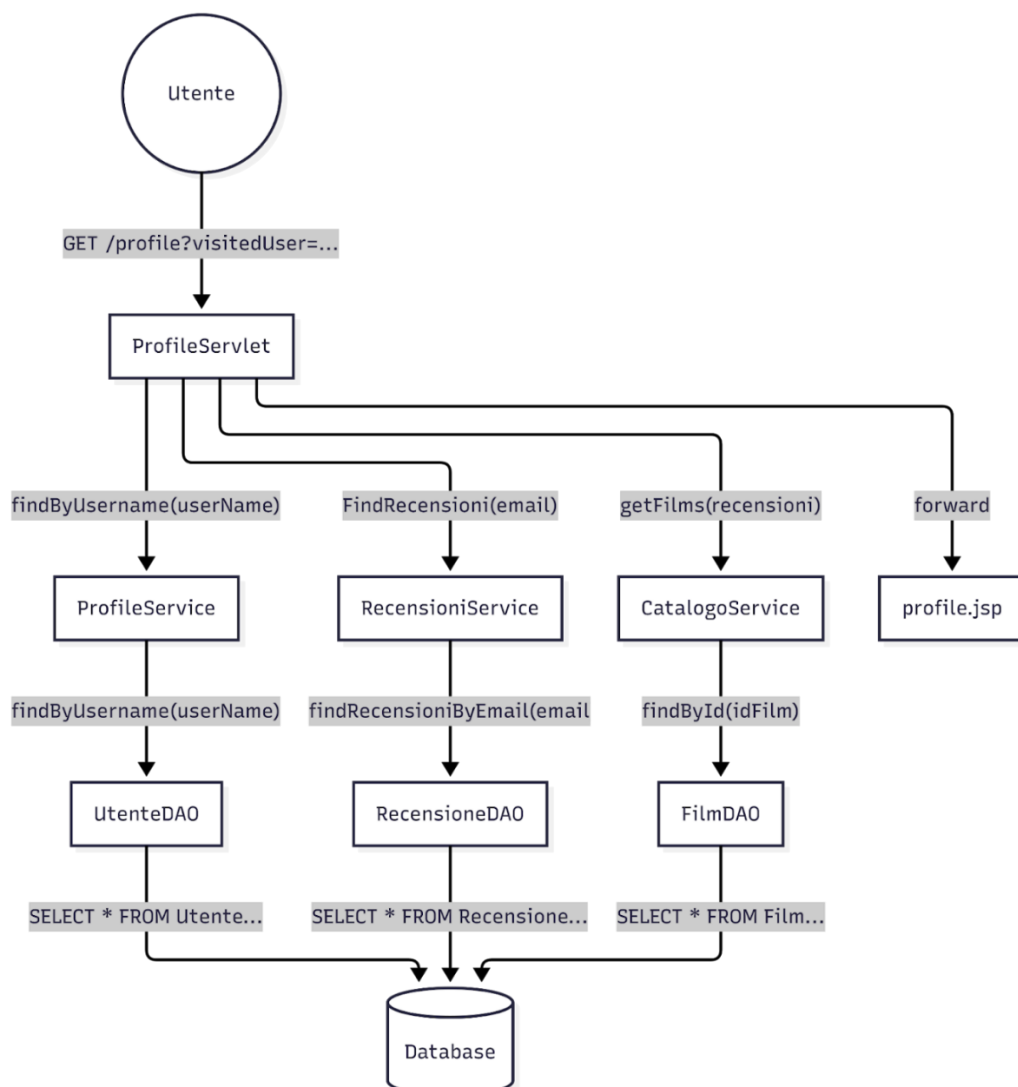 Utente
GET /profile?visitedUser=...
ProfileServlet
findByUsername(userName)
FindRecensioni(email)
getFilms(recensioni)
forward
ProfileService
RecensioniService
CatalogoService
profile.jsp
findByUsername(userName)
findRecensioniByEmail(email
findById(idFilm)
UtenteDAO
RecensioneDAO
FilmDAO
SELECT * FROM Utente...
SELECT * FROM Recensione...
SELECT * FROM Film...
Database